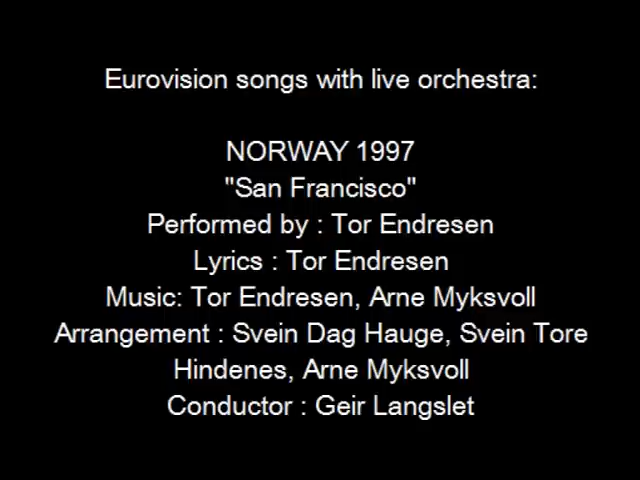 Eurovision songs with live orchestra:
NORWAY 1997
"San Francisco"
Performed by : Tor Endresen
Lyrics : Tor Endresen
Music: Tor Endresen, Arne Myksvoll
Arrangement : Svein Dag Hauge, Svein Tore
Hindenes, Arne Myksvoll
Conductor : Geir Langslet